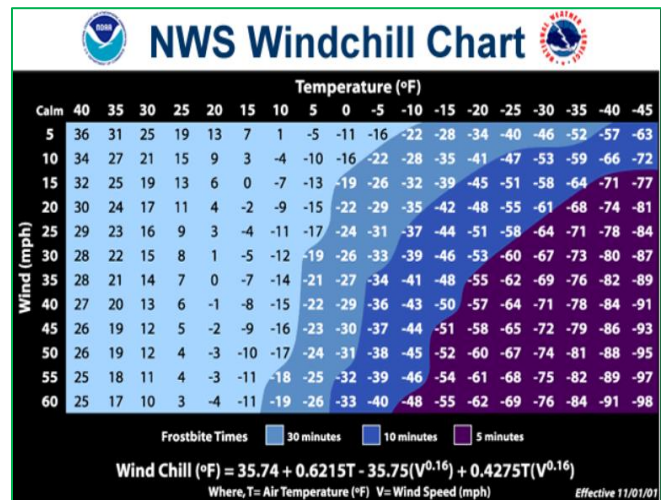 NOAA
NWS Windchill Chart
Temperature (ºF)
Calm 40 35 30 25 20 15 10 5 0 -5 -10 -15 -20 -25 -30 -35 -40 -45
Wind (mph)
5 36 31 25 19 13 7 1 -5 -11 -16 -22 -28 -34 -40 -46 -52 -57 -63
10 34 27 21 15 9 3 -4 -10 -16 -22 -28 -35 -41 -47 -53 -59 -66 -72
15 32 25 19 13 6 0 -7 -13 -19 -26 -32 -39 -45 -51 -58 -64 -71 -77
20 30 24 17 11 4 -2 -9 -15 -22 -29 -35 -42 -48 -55 -61 -68 -74 -81
25 29 23 16 9 3 -4 -11 -17 -24 -31 -37 -44 -51 -58 -64 -71 -78 -84
30 28 22 15 8 1 -5 -12 -19 -26 -33 -39 -46 -53 -60 -67 -73 -80 -87
35 28 21 14 7 0 -7 -14 -21 -27 -34 -41 -48 -55 -62 -69 -76 -82 -89
40 27 20 13 6 -1 -8 -15 -22 -29 -36 -43 -50 -57 -64 -71 -78 -84 -91
45 26 19 12 5 -2 -9 -16 -23 -30 -37 -44 -51 -58 -65 -72 -79 -86 -93
50 26 19 12 4 -3 -10 -17 -24 -31 -38 -45 -52 -60 -67 -74 -81 -88 -95
55 25 18 11 4 -3 -11 -18 -25 -32 -39 -46 -54 -61 -68 -75 -82 -89 -97
60 25 17 10 3 -4 -11 -19 -26 -33 -40 -48 -55 -62 -69 -76 -84 -91 -98
Frostbite Times 30 minutes 10 minutes 5 minutes
Wind Chill (ºF) = 35.74 + 0.6215T - 35.75(V^0.16) + 0.4275T(V^0.16)
Where, T= Air Temperature (ºF) V= Wind Speed (mph)
Effective 11/01/01